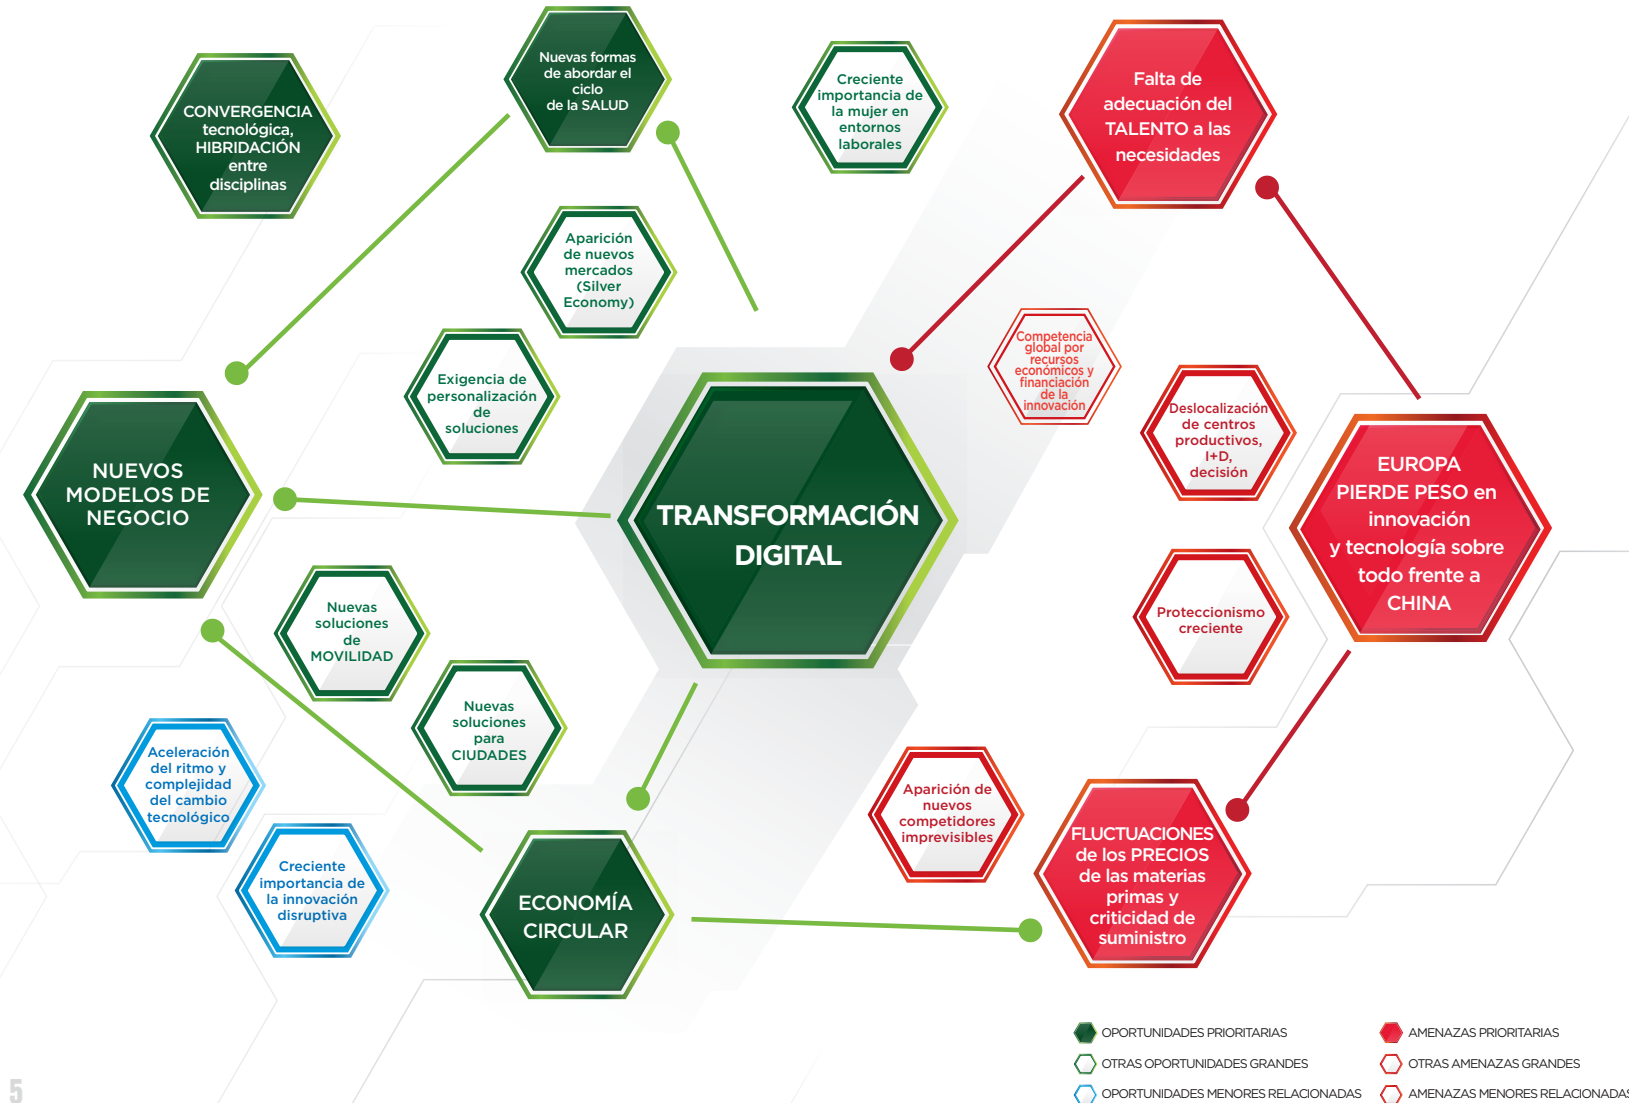 CONVERGENCIA
tecnológica,
HIBRIDACIÓN
entre
disciplinas
Nuevas formas
de abordar el
ciclo
de la SALUD
Creciente
importancia de
la mujer en
entornos
laborales
Falta de
adecuación del
TALENTO a las
necesidades
Aparición
de nuevos
mercados
(Silver
Economy)
Exigencia de
personalización
de
soluciones
Competencia
global por
recursos
económicos y
financiación
de la
innovación
Deslocalización
de centros
productivos,
I+D,
decisión
NUEVOS
MODELOS DE
NEGOCIO
TRANSFORMACIÓN
DIGITAL
EUROPA
PIERDE PESO en
innovación
y tecnología sobre
todo frente a
CHINA
Nuevas
soluciones
de
MOVILIDAD
Proteccionismo
creciente
Nuevas
soluciones
para
CIUDADES
Aceleración
del ritmo y
complejidad
del cambio
tecnológico
Aparición de
nuevos
competidores
imprevisibles
Creciente
importancia de
la innovación
disruptiva
ECONOMÍA
CIRCULAR
FLUCTUACIONES
de los PRECIOS
de las materias
primas y
criticidad de
suministro
OPORTUNIDADES PRIORITARIAS
AMENAZAS PRIORITARIAS
OTRAS OPORTUNIDADES GRANDES
OTRAS AMENAZAS GRANDES
OPORTUNIDADES MENORES RELACIONADAS
AMENAZAS MENORES RELACIONADAS
5